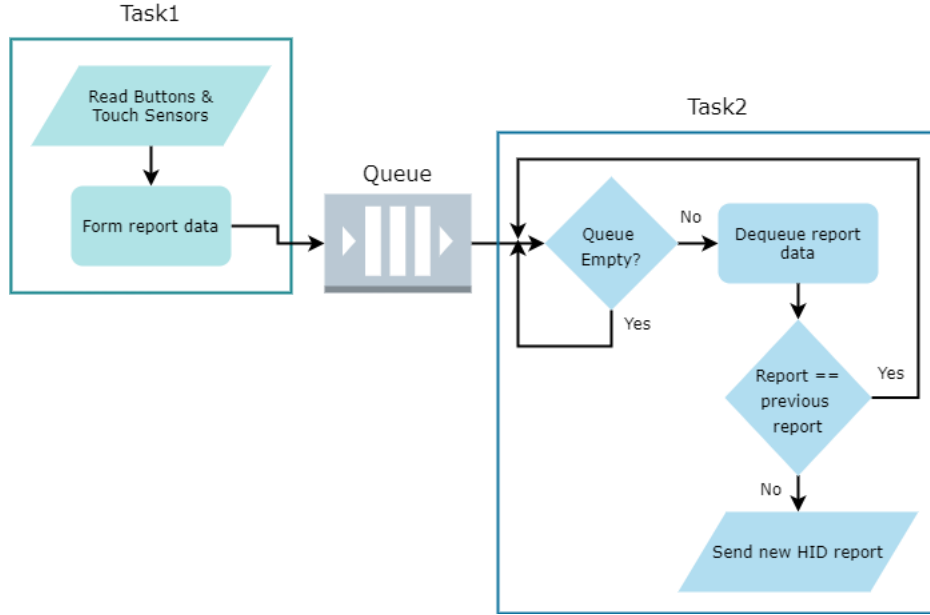 Task1
Read Buttons &
Touch Sensors
Form report data
Queue
Task2
Queue
Empty?
No
Yes
Dequeue report
data
Report ==
previous
report
Yes
No
Send new HID report